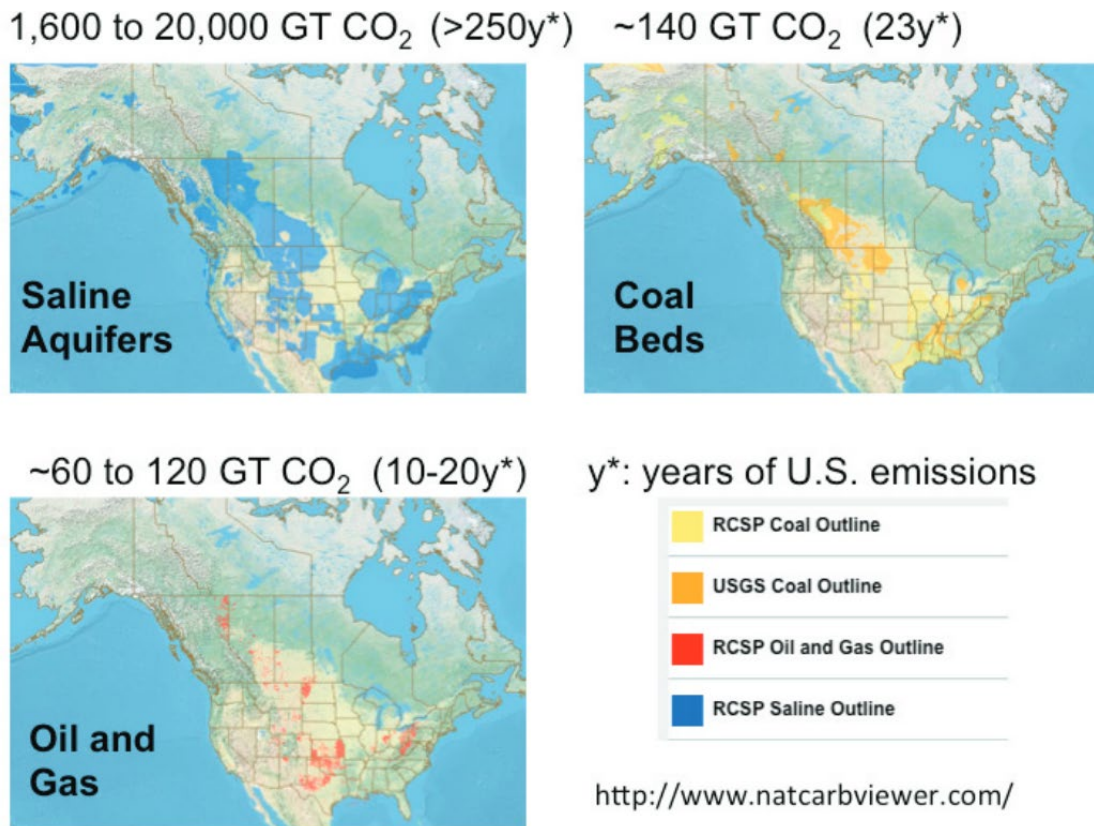 1,600 to 20,000 GT CO₂ (>250y*)
~140 GT CO₂ (23y*)
Saline
Aquifers
Coal
Beds
~60 to 120 GT CO₂ (10-20y*)
y*: years of U.S. emissions
Oil and
Gas
RCSP Coal Outline
USGS Coal Outline
RCSP Oil and Gas Outline
RCSP Saline Outline
http://www.natcarbviewer.com/